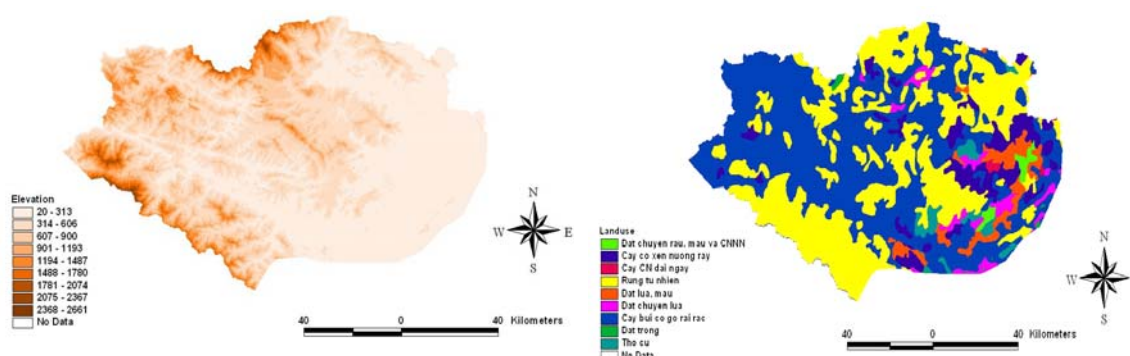 Elevation
20 - 313
314 - 606
607 - 900
901 - 1193
1194 - 1487
1488 - 1780
1781 - 2074
2075 - 2367
2368 - 2661
No Data
N
W E
S
40 0 40 Kilometers
Landuse
Dat chuyen rau, mau va CNNN
Cay co xen nuong ray
Cay CN dai ngay
Rung tu nhien
Dat lua, mau
Dat chuyen lua
Cay bui co go rai rac
Dat trong
Tho cu
No Data
N
W
S
40 0 40 Kilometers